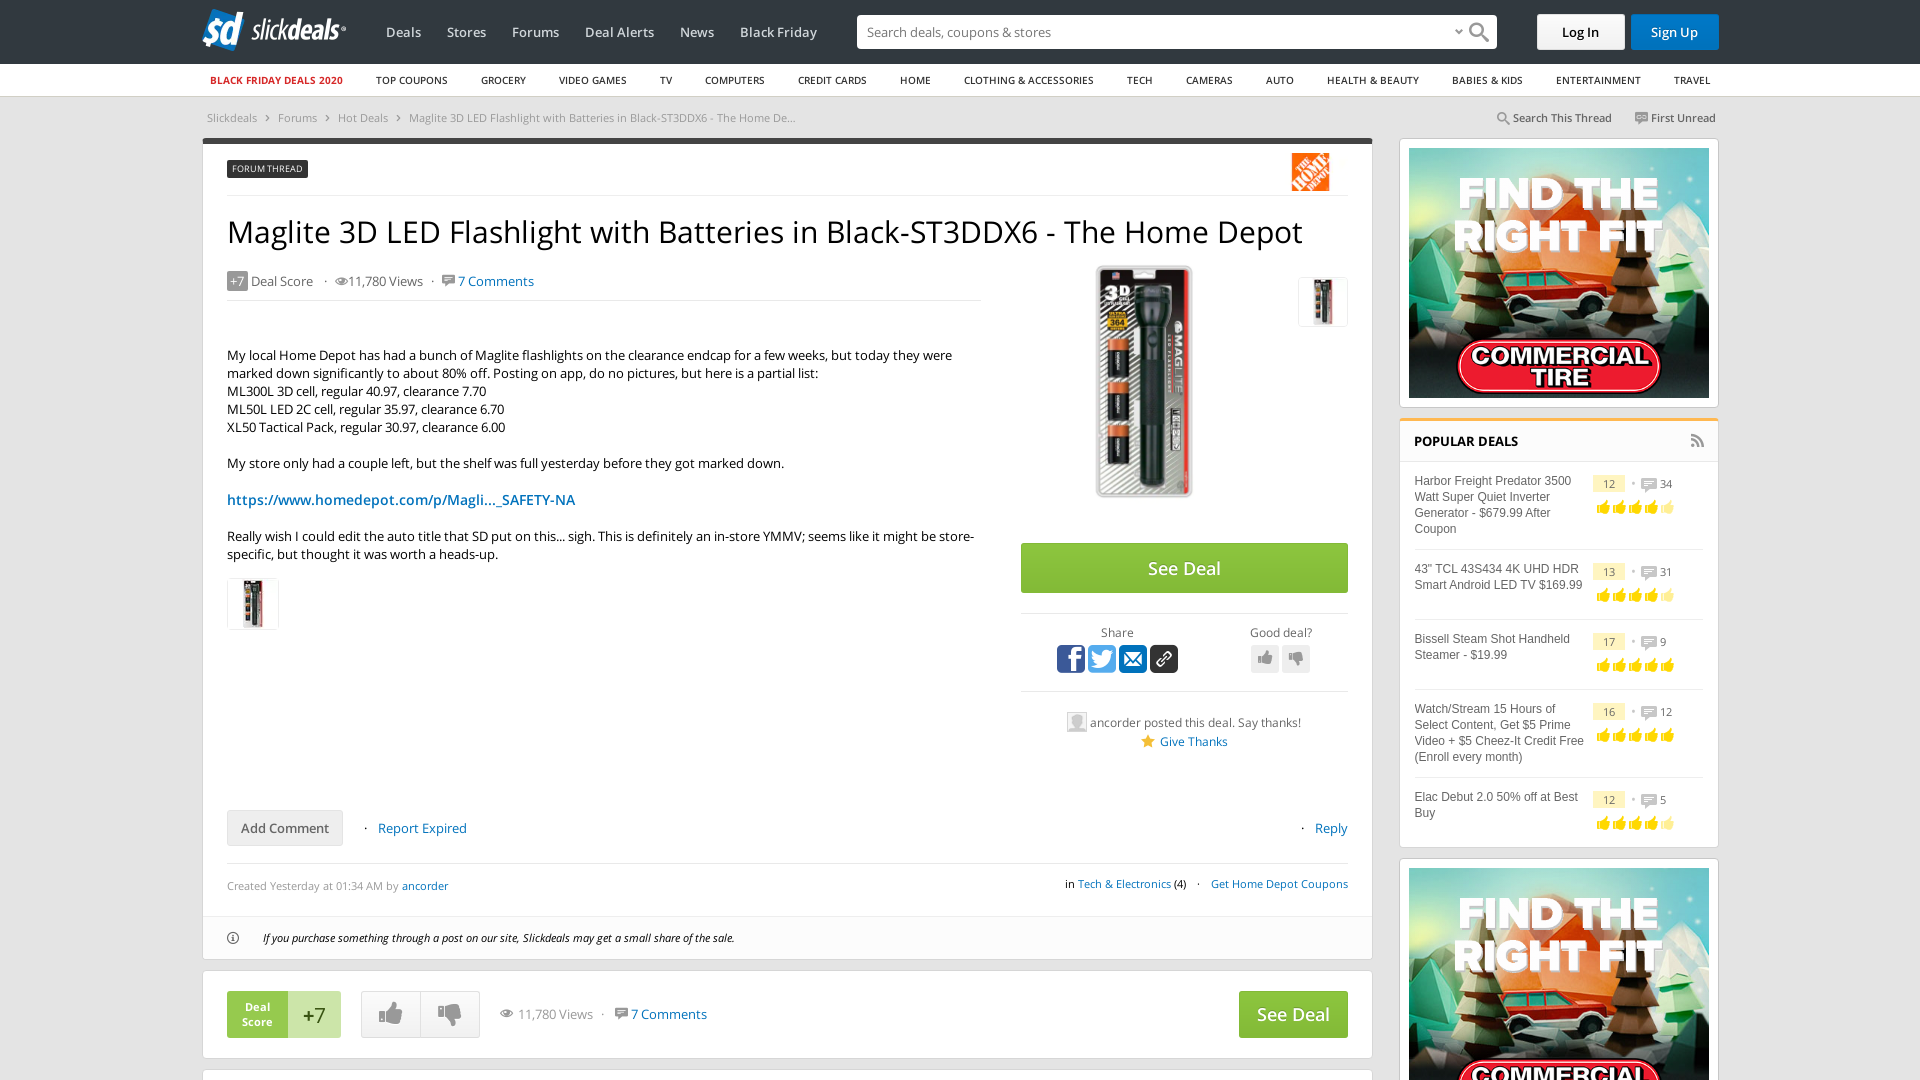 sd slickdeals
Deals
Stores
Forums
Deal Alerts
News
Black Friday
Search deals, coupons & stores
Log In
Sign Up
BLACK FRIDAY DEALS 2020
TOP COUPONS
GROCERY
VIDEO GAMES
TV
COMPUTERS
CREDIT CARDS
HOME
CLOTHING & ACCESSORIES
TECH
CAMERAS
AUTO
HEALTH & BEAUTY
BABIES & KIDS
ENTERTAINMENT
TRAVEL
Slickdeals › Forums › Hot Deals › Maglite 3D LED Flashlight with Batteries in Black-ST3DDX6 - The Home De...
Search This Thread
First Unread
FORUM THREAD
THE HOME DEPOT
Maglite 3D LED Flashlight with Batteries in Black-ST3DDX6 - The Home Depot
+7 Deal Score · 11,780 Views · 7 Comments
My local Home Depot has had a bunch of Maglite flashlights on the clearance endcap for a few weeks, but today they were
marked down significantly to about 80% off. Posting on app, do no pictures, but here is a partial list:
ML300L 3D cell, regular 40.97, clearance 7.70
ML50L LED 2C cell, regular 35.97, clearance 6.70
XL50 Tactical Pack, regular 30.97, clearance 6.00
My store only had a couple left, but the shelf was full yesterday before they got marked down.
https://www.homedepot.com/p/Magli..._SAFETY-NA
Really wish I could edit the auto title that SD put on this... sigh. This is definitely an in-store YMMV; seems like it might be store-
specific, but thought it was worth a heads-up.
3D
364
MAGLITE
See Deal
Share
Good deal?
ancorder posted this deal. Say thanks!
Give Thanks
Add Comment
· Report Expired
· Reply
Created Yesterday at 01:34 AM by ancorder
in Tech & Electronics (4) · Get Home Depot Coupons
If you purchase something through a post on our site, Slickdeals may get a small share of the sale.
Deal
Score
+7
11,780 Views · 7 Comments
See Deal
FIND THE
RIGHT FIT
COMMERCIAL
TIRE
POPULAR DEALS
Harbor Freight Predator 3500
Watt Super Quiet Inverter
Generator - $679.99 After
Coupon
12 • 34
43" TCL 43S434 4K UHD HDR
Smart Android LED TV $169.99
13 • 31
Bissell Steam Shot Handheld
Steamer - $19.99
17 • 9
Watch/Stream 15 Hours of
Select Content, Get $5 Prime
Video + $5 Cheez-It Credit Free
(Enroll every month)
16 • 12
Elac Debut 2.0 50% off at Best
Buy
12 • 5
FIND THE
RIGHT FIT
COMMERCIAL